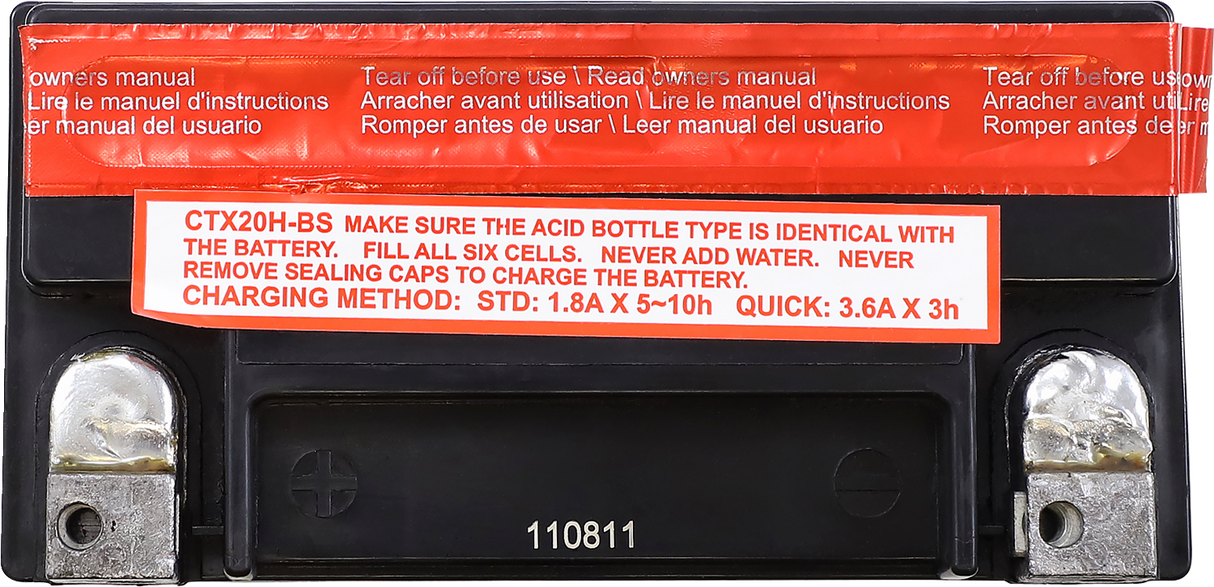 owners manual
Lire le manuel d'instructions
er manual del usuario
Tear off before use \ Read owners manual
Arracher avant utilisation \ Lire le manuel d'instructions
Romper antes de usar \ Leer manual del usuario
Tear off before us
Arracher avant uti
Romper antes de
own
Lire
er m
CTX20H-BS MAKE SURE THE ACID BOTTLE TYPE IS IDENTICAL WITH
THE BATTERY. FILL ALL SIX CELLS. NEVER ADD WATER. NEVER
REMOVE SEALING CAPS TO CHARGE THE BATTERY.
CHARGING METHOD: STD: 1.8A X 5~10h QUICK: 3.6A X 3h
110811